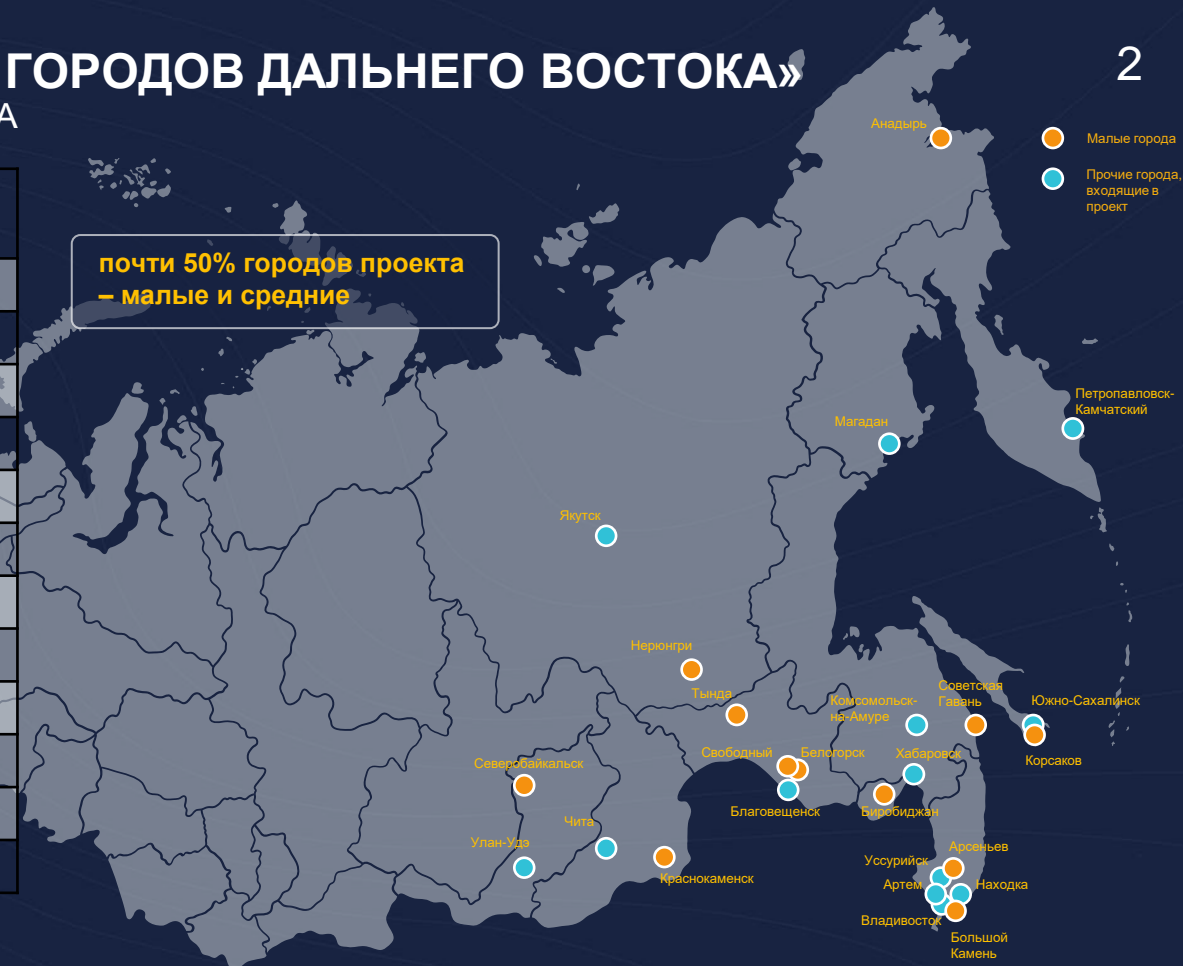 ГОРОДОВ ДАЛЬНЕГО ВОСТОКА»
2
А
Анадырь
Малые города
Прочие города,
входящие в
проект
почти 50% городов проекта
– малые и средние
Петропавловск-
Камчатский
Магадан
Якутск
Нерюнгри
Тында
Комсомольск-
на-Амуре
Советская
Гавань
Южно-Сахалинск
Корсаков
Свободный
Белогорск
Хабаровск
Северобайкальск
Благовещенск
Биробиджан
Чита
Улан-Удэ
Краснокаменск
Арсеньев
Уссурийск
Артем
Находка
Владивосток
Большой
Камень